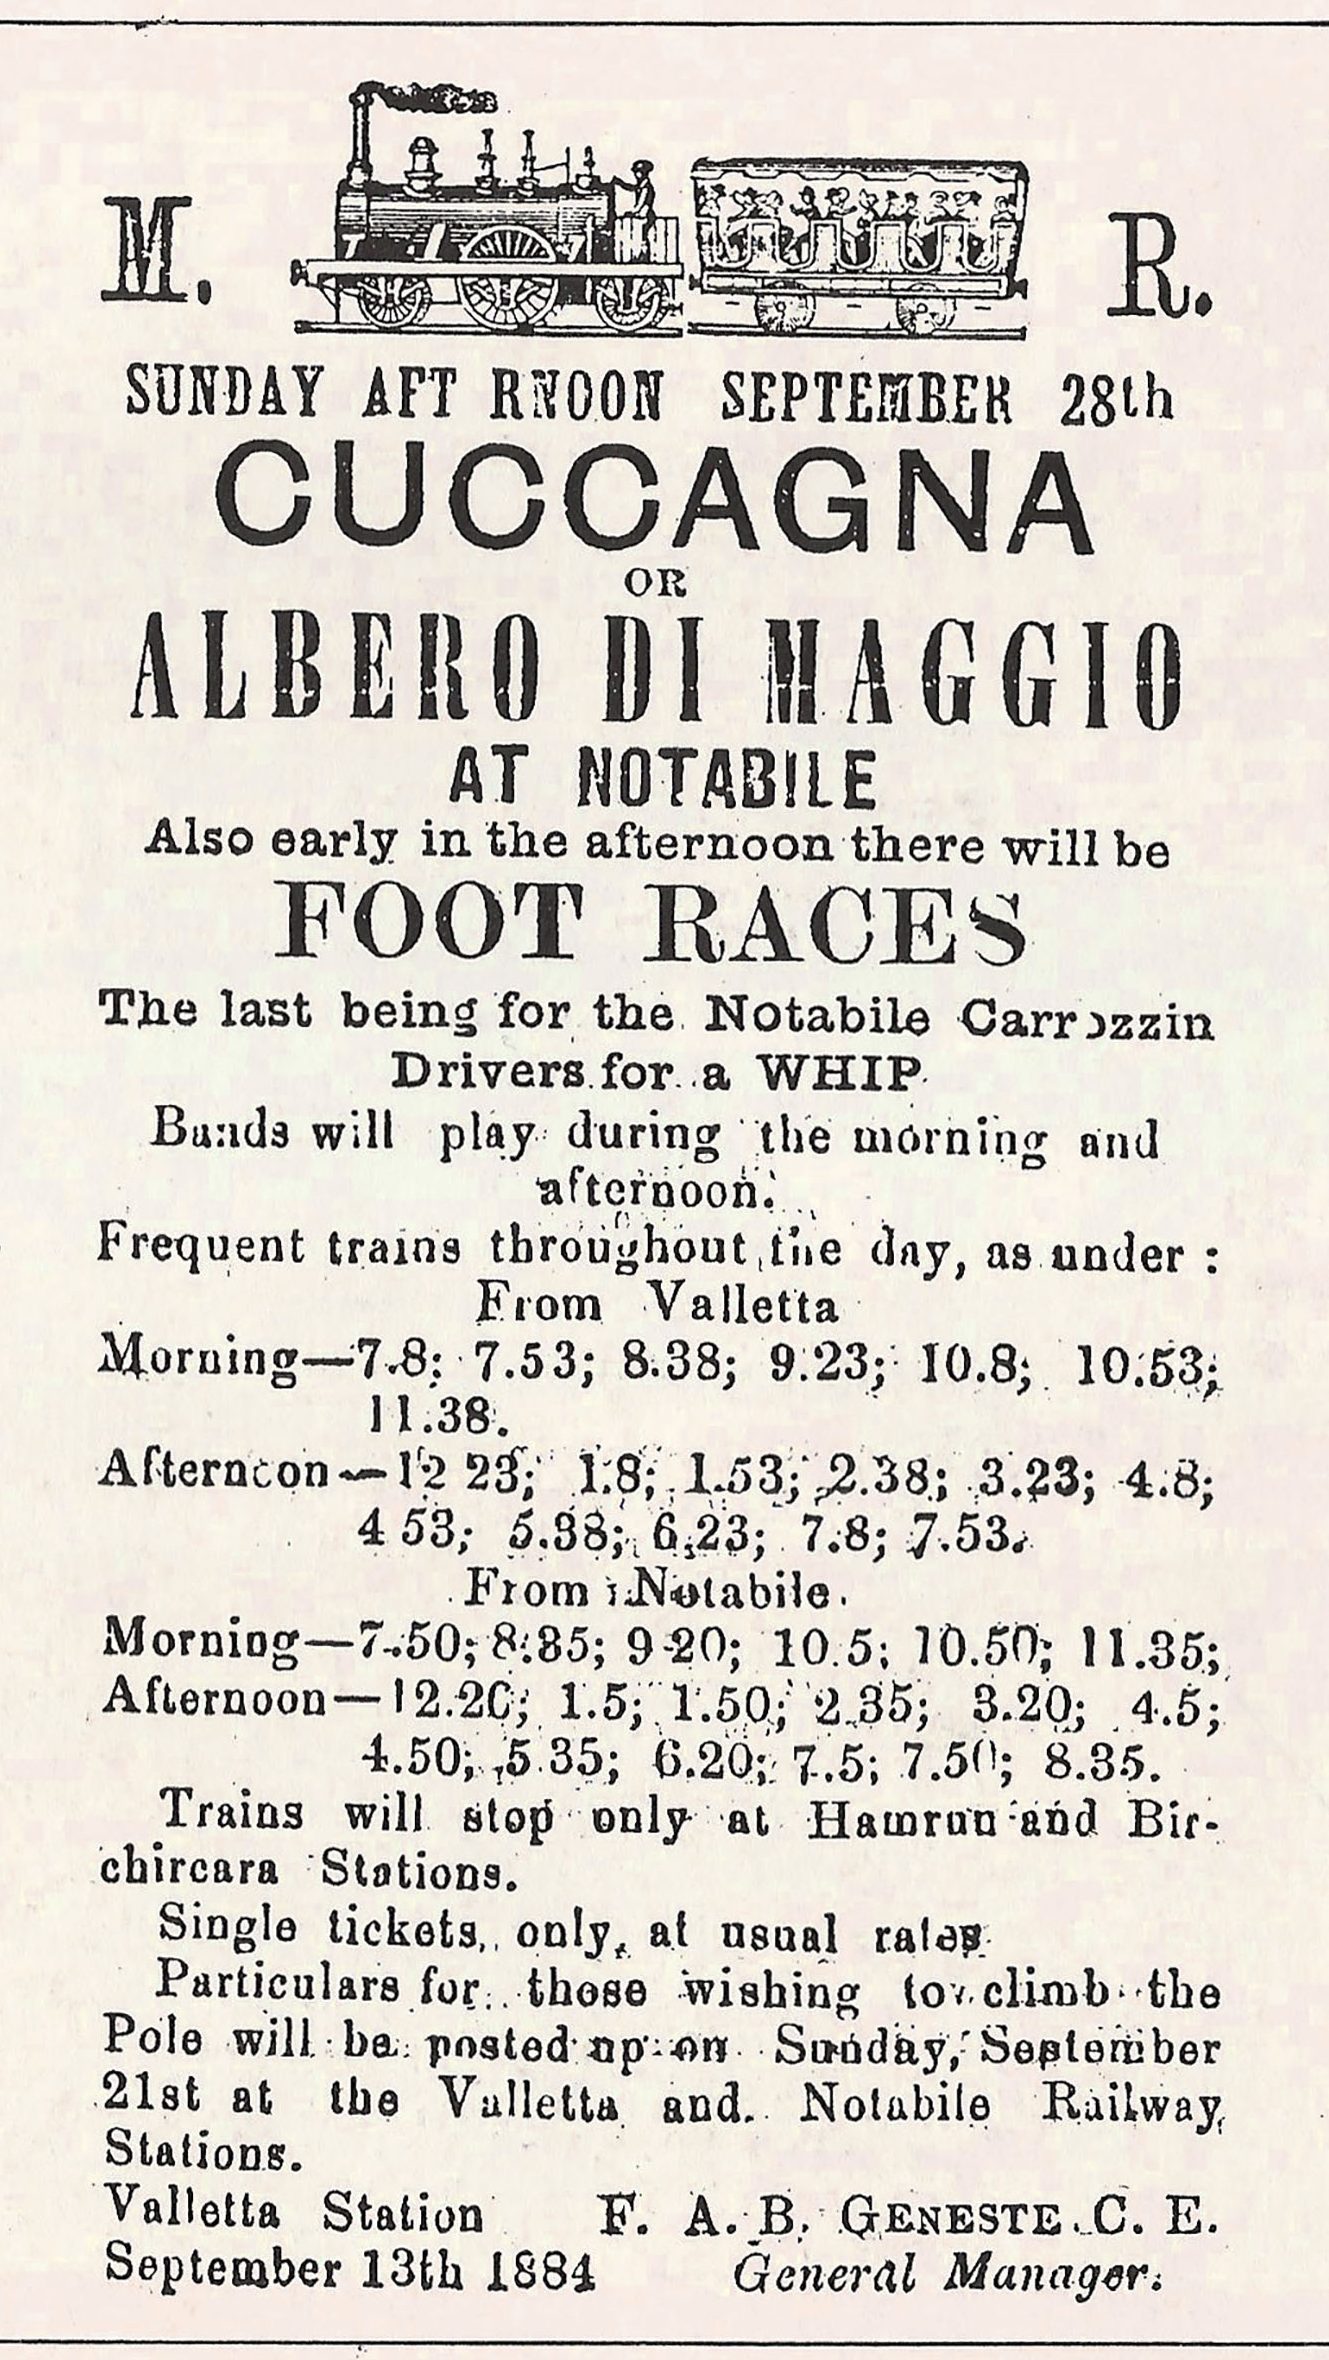 M. R.
SUNDAY AFT RNOON SEPTEMBER 28th
CUCCAGNA
OR
ALBERO DI MAGGIO
AT NOTABILE
Also early in the afternoon there will be
FOOT RACES
The last being for the Notabile Carrozzin
Drivers for a WHIP
Bands will play during the morning and
afternoon.
Frequent trains throughout the day, as under :
From Valletta
Morning—7.8; 7.53; 8.38; 9.23; 10.8; 10.53;
11.38.
Afternoon—12 23; 1.8; 1.53; 2.38; 3.23; 4.8;
4 53; 5.38; 6.23; 7.8; 7.53.
From Notabile.
Morning—7.50; 8.35; 9 20; 10.5; 10.50; 11.35;
Afternoon—12.20; 1.5; 1.50; 2.35; 3.20; 4.5;
4.50; 5.35; 6.20; 7.5; 7.50; 8.35.
Trains will stop only at Hamrun and Bir-
chircara Stations.
Single tickets, only, at usual rates
Particulars for those wishing to climb the
Pole will be posted up on Sunday, September
21st at the Valletta and Notabile Railway
Stations.
Valletta Station F. A. B. GENESTE C. E.
September 13th 1884 General Manager.